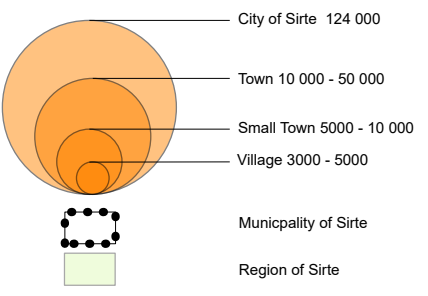 City of Sirte 124 000
Town 10 000 - 50 000
Small Town 5000 - 10 000
Village 3000 - 5000
Municpality of Sirte
Region of Sirte